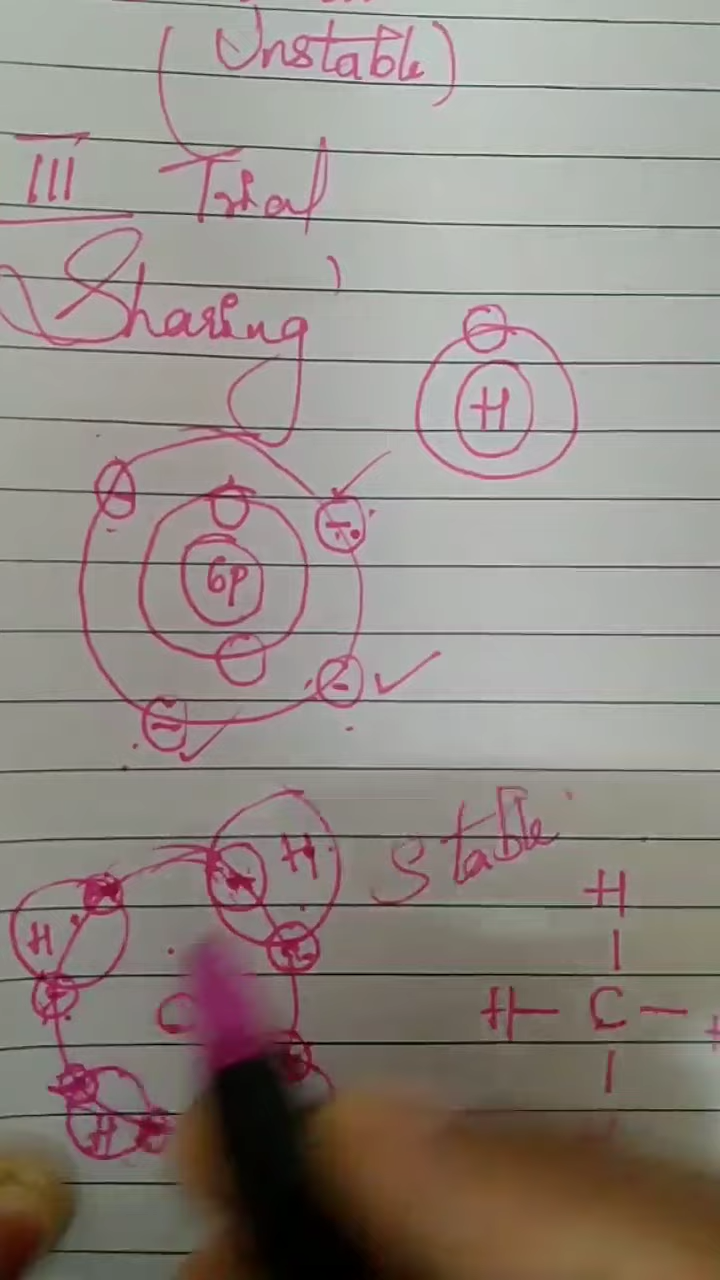 (Unstable)
III Trial
Sharing
H
6p
H
Stable
H
H
H – C –
C
H